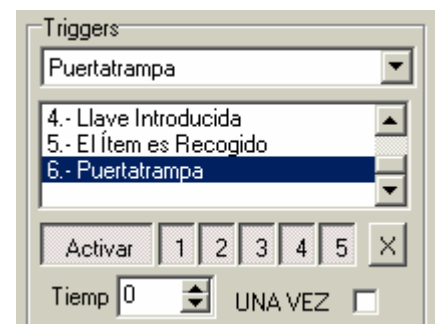 Triggers
Puertatrampa
4.- Llave Introducida
5.- El Ítem es Recogido
6.- Puertatrampa
Activar 1 2 3 4 5 X
Tiemp 0 UNA VEZ